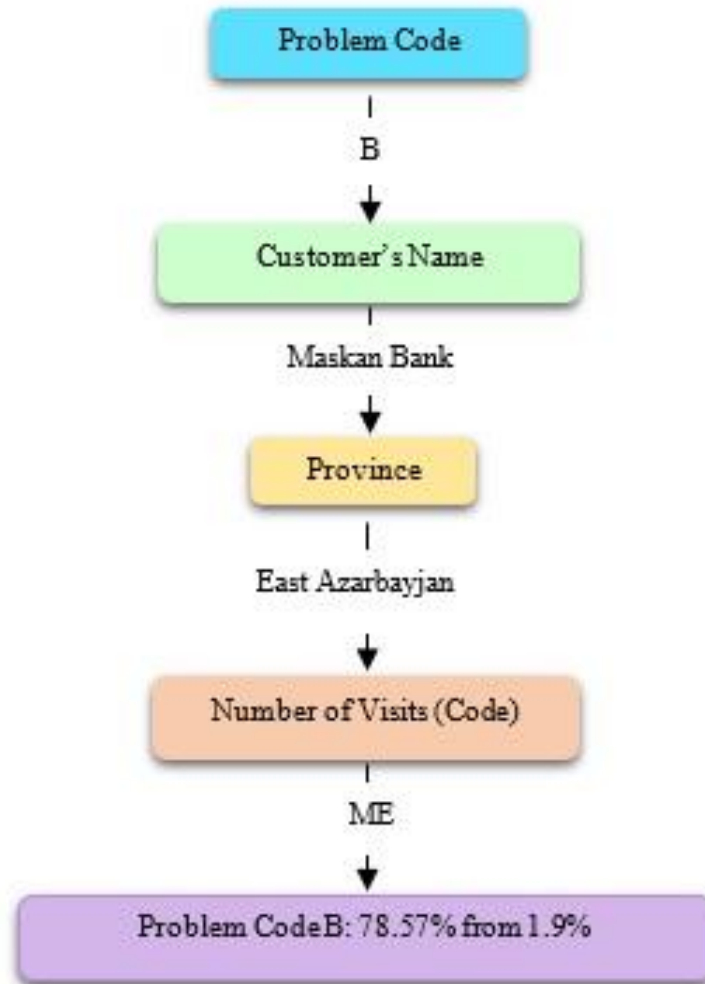 Problem Code
B
Customer's Name
Maskan Bank
Province
East Azarbayjan
Number of Visits (Code)
ME
Problem Code B: 78.57% from 1.9%